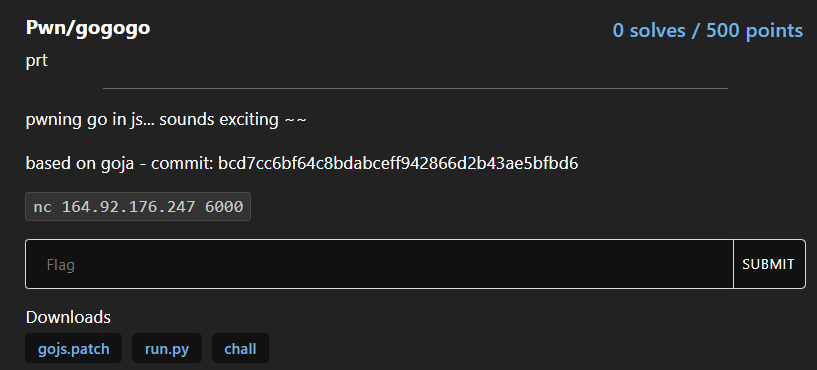 Pwn/gogogo
0 solves / 500 points
prt
pwning go in js... sounds exciting ~~
based on goja - commit: bcd7cc6bf64c8bdabceff942866d2b43ae5bfbd6
nc 164.92.176.247 6000
Flag
SUBMIT
Downloads
gojs.patch
run.py
chall